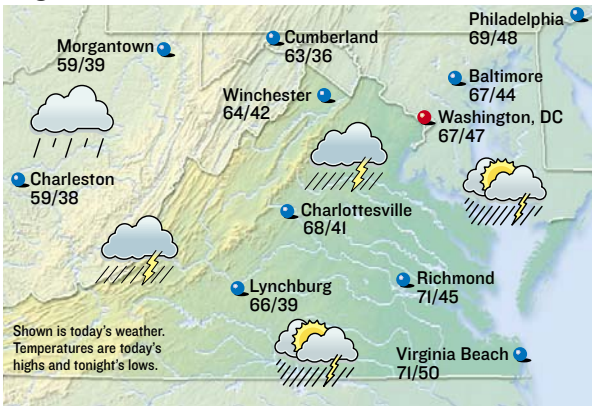 Philadelphia
69/48
Morgantown
59/39
Cumberland
63/36
Baltimore
67/44
Winchester
64/42
Washington, DC
67/47
Charleston
59/38
Charlottesville
68/41
Lynchburg
66/39
Richmond
71/45
Shown is today's weather.
Temperatures are today's
highs and tonight's lows.
Virginia Beach
71/50